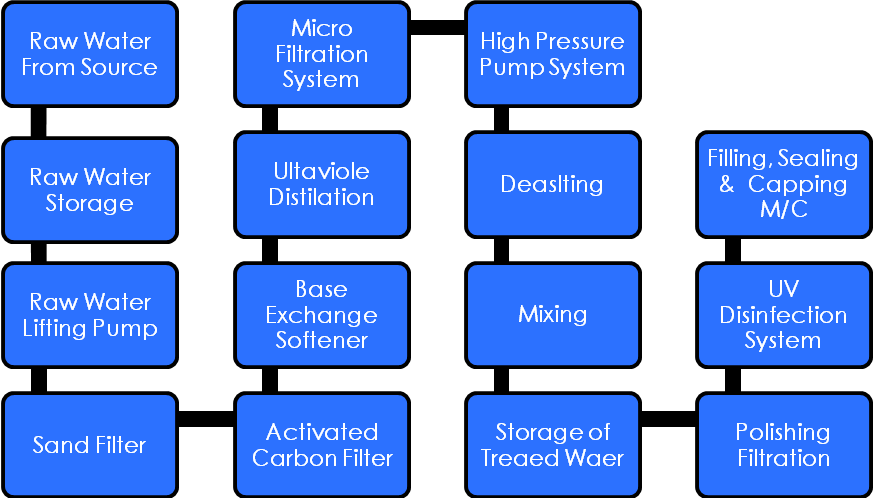 Raw Water
From Source
Raw Water
Storage
Raw Water
Lifting Pump
Sand Filter
Activated
Carbon Filter
Base
Exchange
Softener
Ultaviole
Distilation
Micro
Filtration
System
High Pressure
Pump System
Deaslting
Mixing
Storage of
Treaed Waer
Polishing
Filtration
UV
Disinfection
System
Filling, Sealing
& Capping
M/C